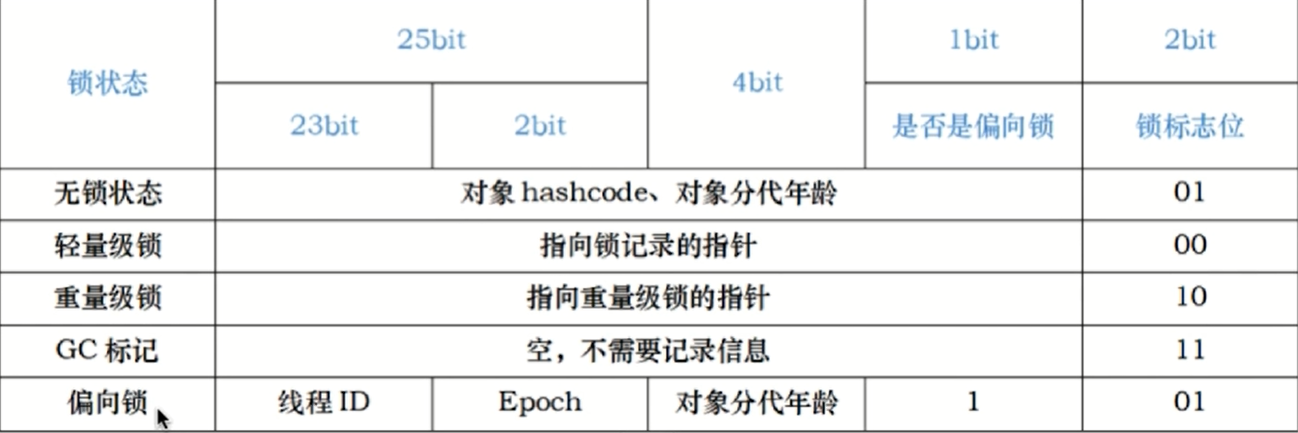 锁状态 25bit 4bit 1bit 2bit
23bit 2bit 是否是偏向锁 锁标志位
无锁状态 对象 hashcode、对象分代年龄 01
轻量级锁 指向锁记录的指针 00
重量级锁 指向重量级锁的指针 10
GC 标记 空，不需要记录信息 11
偏向锁 线程 ID Epoch 对象分代年龄 1 01